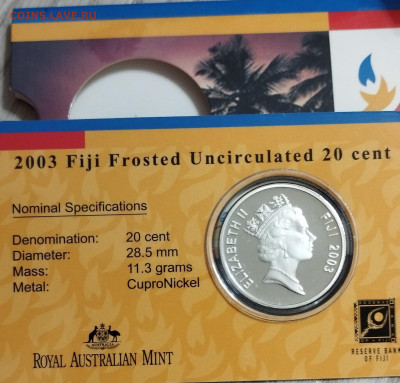 COINS.LAVE.RU
2003 Fiji Frosted Uncirculated 20 cent
Nominal Specifications
Denomination: 20 cent
Diameter: 28.5 mm
Mass: 11.3 grams
Metal: CuproNickel
ELIZABETH II FIJI 2003
ROYAL AUSTRALIAN MINT
RESERVE BANK
OF FIJI